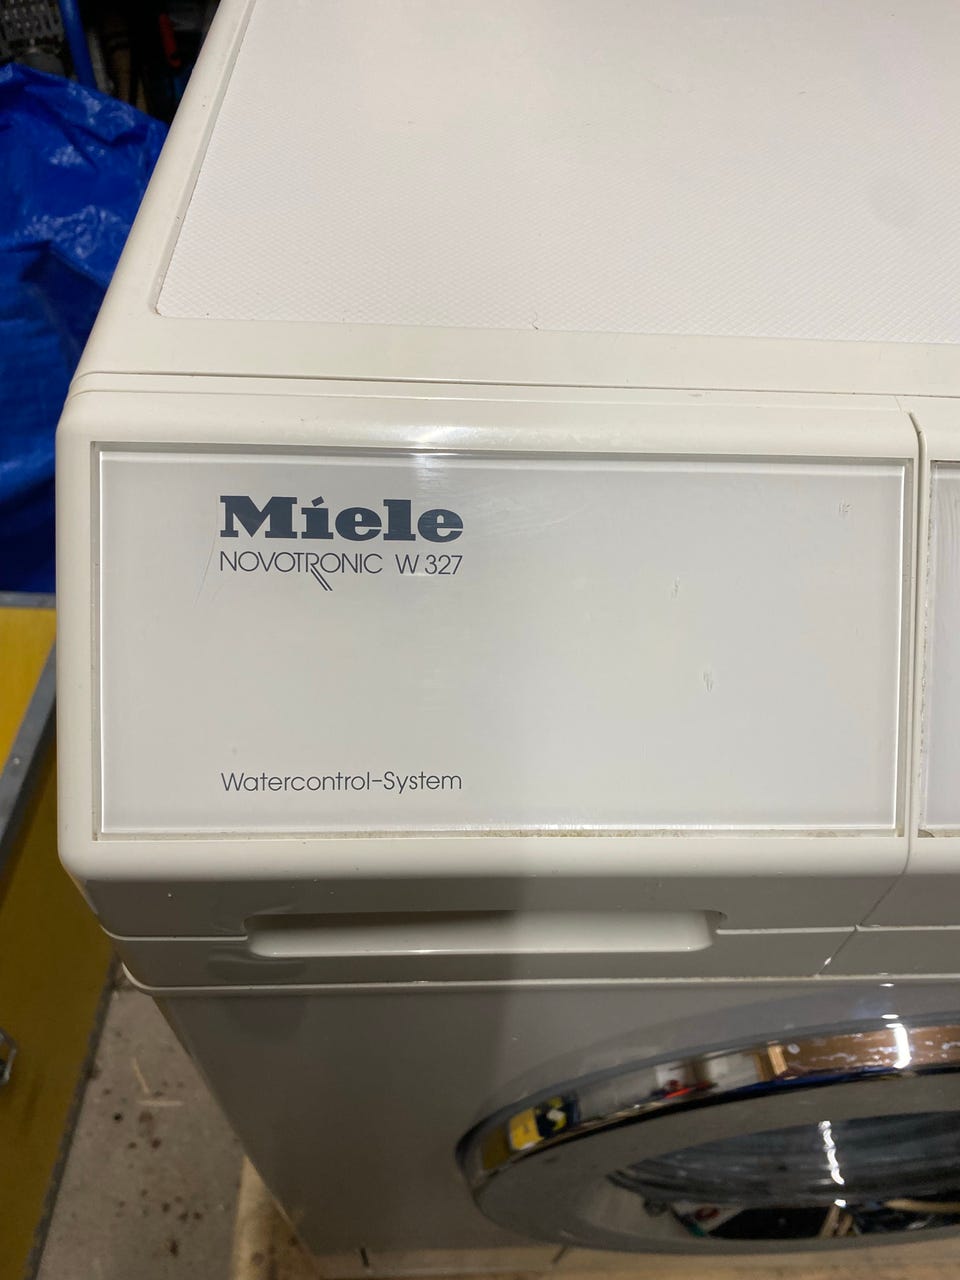 Miele
NOVOTRONIC W 327
Watercontrol-System